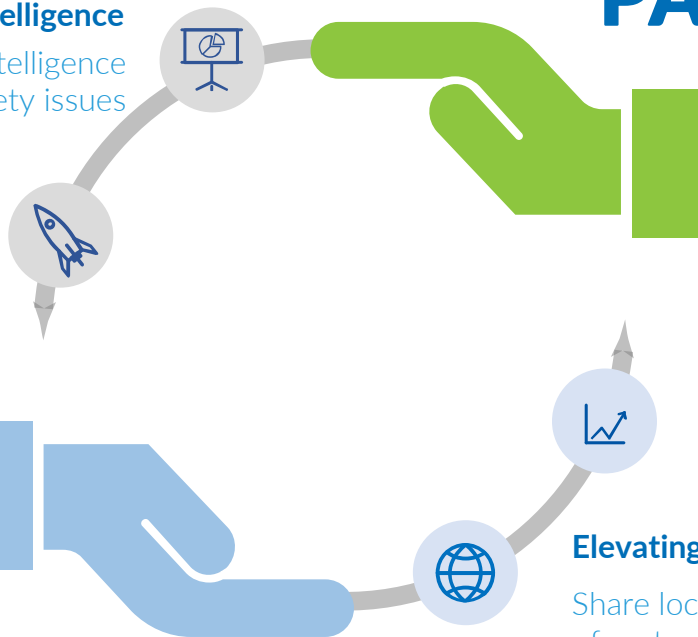 elligence
telligence
ety issues
PA
Elevating
Share loc